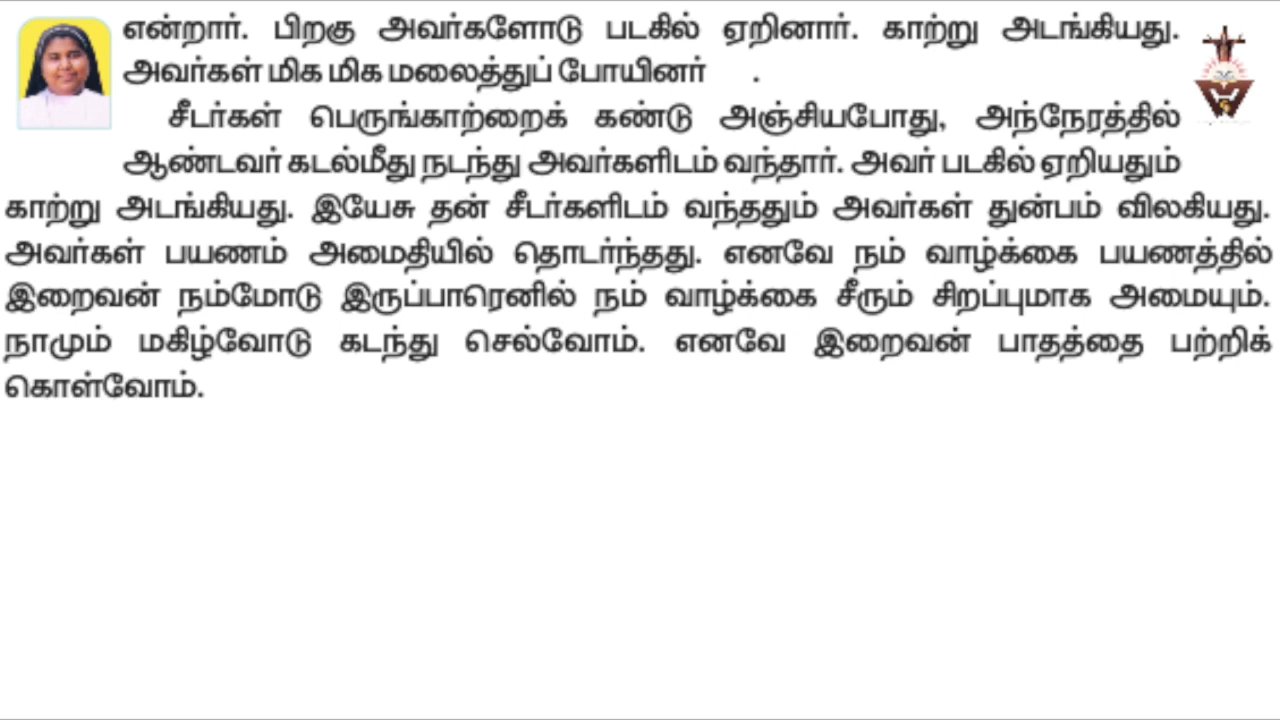 என்றார். பிறகு அவர்களோடு படகில் ஏறினார். காற்று அடங்கியது.
அவர்கள் மிக மிக மலைத்துப் போயினர் .
சீடர்கள் பெருங்காற்றைக் கண்டு அஞ்சியபோது, அந்நேரத்தில்
ஆண்டவர் கடல்மீது நடந்து அவர்களிடம் வந்தார். அவர் படகில் ஏறியதும்
காற்று அடங்கியது. இயேசு தன் சீடர்களிடம் வந்ததும் அவர்கள் துன்பம் விலகியது.
அவர்கள் பயணம் அமைதியில் தொடர்ந்தது. எனவே நம் வாழ்க்கை பயணத்தில்
இறைவன் நம்மோடு இருப்பாரெனில் நம் வாழ்க்கை சீரும் சிறப்புமாக அமையும்.
நாமும் மகிழ்வோடு கடந்து செல்வோம். எனவே இறைவன் பாதத்தை பற்றிக்
கொள்வோம்.